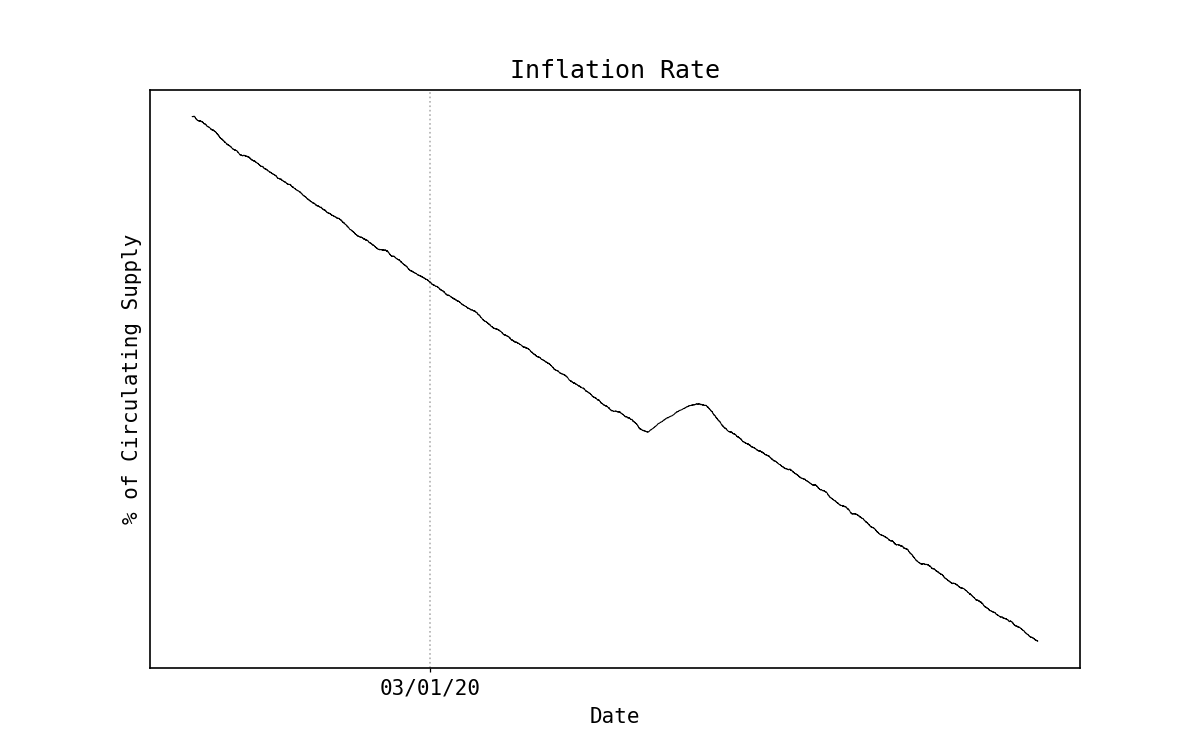 Inflation Rate
% of Circulating Supply
03/01/20
Date